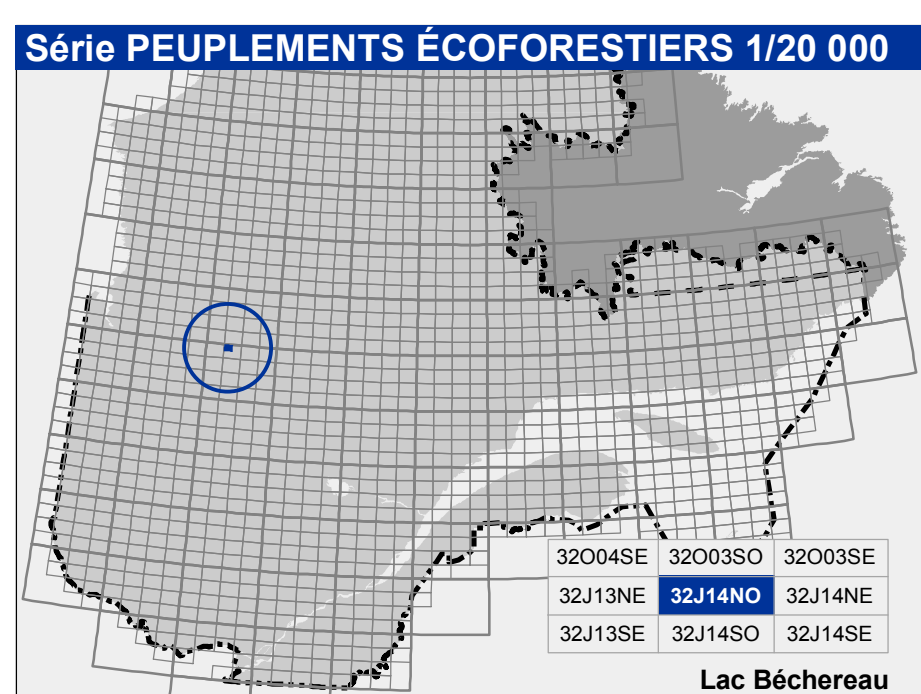 Série PEUPLEMENTS ÉCOFORESTIERS 1/20 000
32O04SE 32O03SO 32O03SE
32J13NE 32J14NO 32J14NE
32J13SE 32J14SO 32J14SE
Lac Béchereau